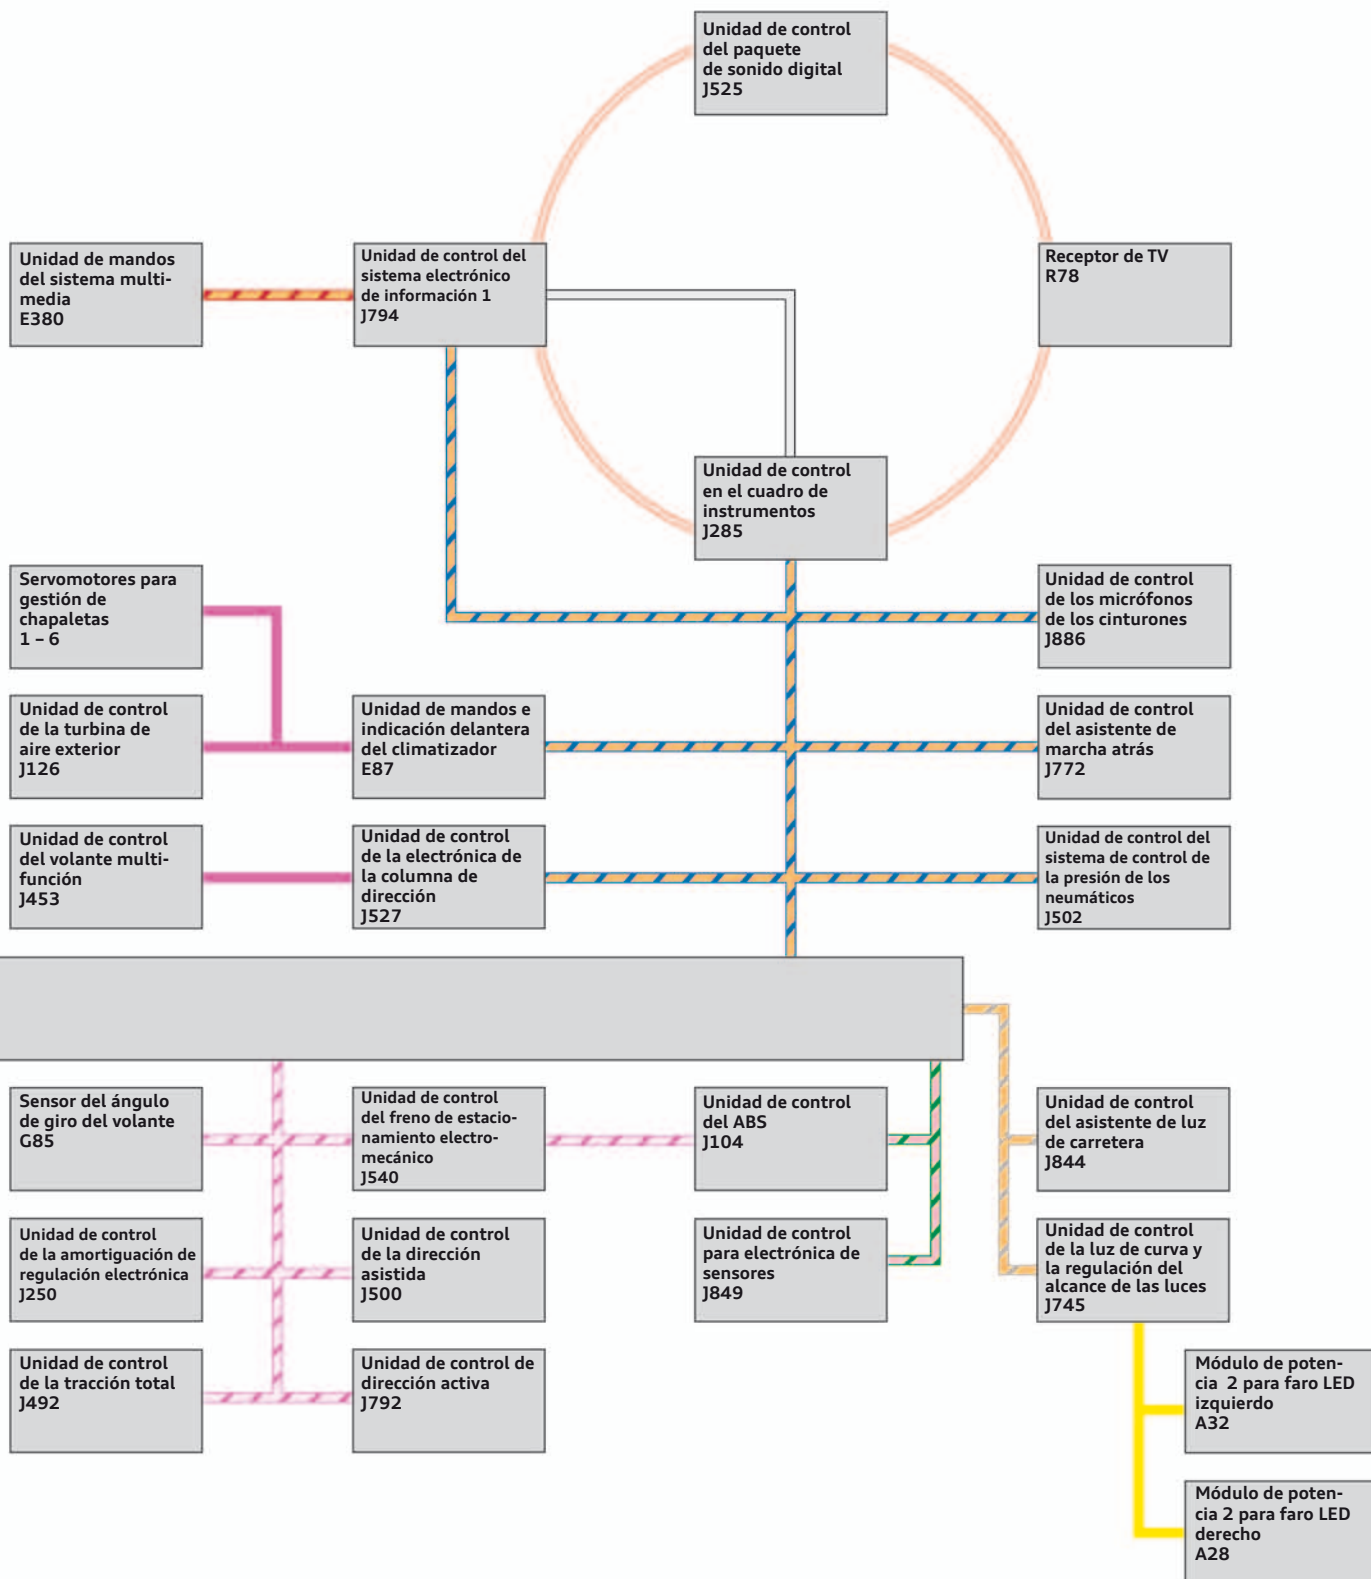 Unidad de control
del paquete
de sonido digital
J525
Unidad de mandos
del sistema multi-
media
E380
Unidad de control del
sistema electrónico
de información 1
J794
Receptor de TV
R78
Unidad de control
en el cuadro de
instrumentos
J285
Servomotores para
gestión de
chapaletas
1 – 6
Unidad de control
de los micrófonos
de los cinturones
J886
Unidad de control
de la turbina de
aire exterior
J126
Unidad de mandos e
indicación delantera
del climatizador
E87
Unidad de control
del asistente de
marcha atrás
J772
Unidad de control
del volante multi-
función
J453
Unidad de control
de la electrónica de
la columna de
dirección
J527
Unidad de control del
sistema de control de
la presión de los
neumáticos
J502
Sensor del ángulo
de giro del volante
G85
Unidad de control
del freno de estacio-
namiento electro-
mecánico
J540
Unidad de control
del ABS
J104
Unidad de control
del asistente de luz
de carretera
J844
Unidad de control
de la amortiguación de
regulación electrónica
J250
Unidad de control
de la dirección
asistida
J500
Unidad de control
para electrónica de
sensores
J849
Unidad de control
de la luz de curva y
la regulación del
alcance de las luces
J745
Unidad de control
de la tracción total
J492
Unidad de control de
dirección activa
J792
Módulo de poten-
cia  2 para faro LED
izquierdo
A32
Módulo de poten-
cia 2 para faro LED
derecho
A28